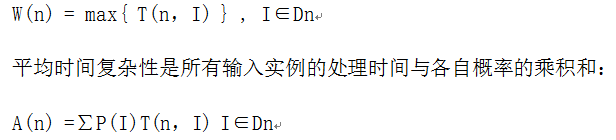 W(n) = max{ T(n，I) } , I∈Dn↵
平均时间复杂性是所有输入实例的处理时间与各自概率的乘积和：
A(n) =∑P(I)T(n，I) I∈Dn↵